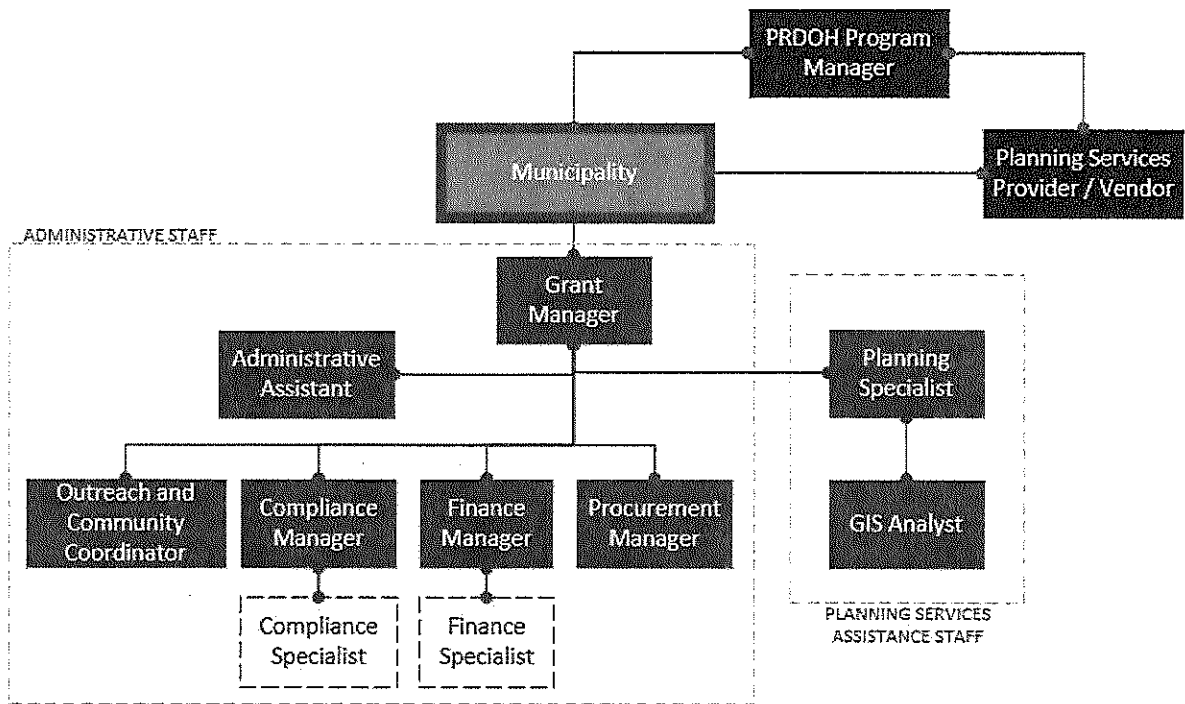 PRDOH Program
Manager
Municipality
Planning Services
Provider / Vendor
ADMINISTRATIVE STAFF
Grant
Manager
Administrative
Assistant
Planning
Specialist
Outreach and
Community
Coordinator
Compliance
Manager
Finance
Manager
Procurement
Manager
GIS Analyst
Compliance
Specialist
Finance
Specialist
PLANNING SERVICES
ASSISTANCE STAFF